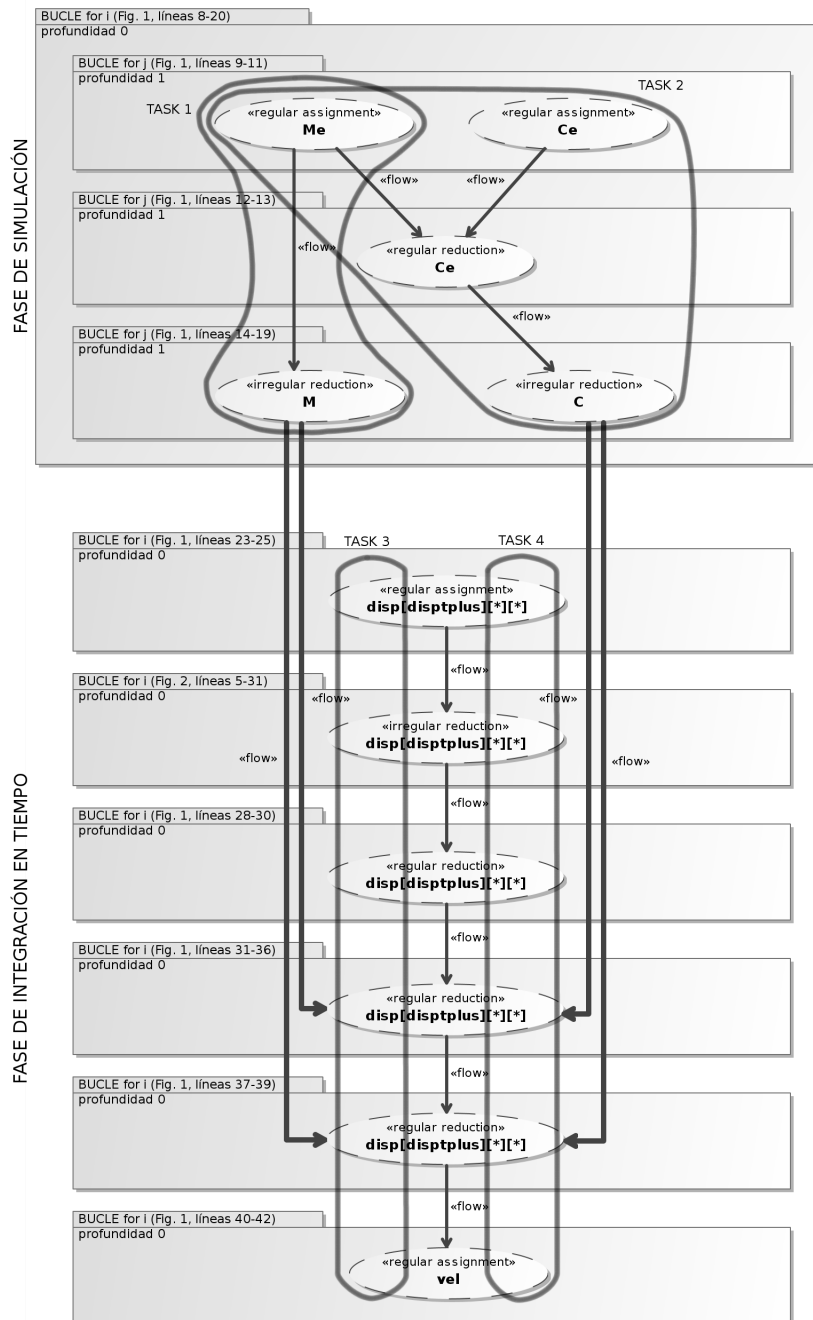 BUCLE for i (Fig. 1, líneas 8-20)
profundidad 0
BUCLE for j (Fig. 1, líneas 9-11)
profundidad 1
TASK 1
TASK 2
«regular assignment»
Me
«regular assignment»
Ce
«flow»
«flow»
BUCLE for j (Fig. 1, líneas 12-13)
profundidad 1
«flow»
«regular reduction»
Ce
«flow»
BUCLE for j (Fig. 1, líneas 14-19)
profundidad 1
«irregular reduction»
M
«irregular reduction»
C
FASE DE SIMULACIÓN
BUCLE for i (Fig. 1, líneas 23-25)
profundidad 0
TASK 3
TASK 4
«regular assignment»
disp[disptplus][*][*]
«flow»
BUCLE for i (Fig. 2, líneas 5-31)
profundidad 0
«flow»
«flow»
«irregular reduction»
disp[disptplus][*][*]
«flow»
«flow»
«flow»
BUCLE for i (Fig. 1, líneas 28-30)
profundidad 0
«regular reduction»
disp[disptplus][*][*]
«flow»
BUCLE for i (Fig. 1, líneas 31-36)
profundidad 0
«regular reduction»
disp[disptplus][*][*]
«flow»
BUCLE for i (Fig. 1, líneas 37-39)
profundidad 0
«regular reduction»
disp[disptplus][*][*]
«flow»
BUCLE for i (Fig. 1, líneas 40-42)
profundidad 0
«regular assignment»
vel
FASE DE INTEGRACIÓN EN TIEMPO